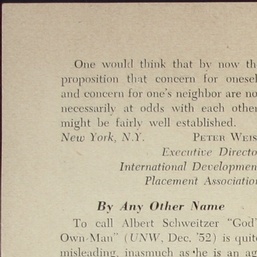 One would think that by now th
proposition that concern for onesel
and concern for one's neighbor are no
necessarily at odds with each othe
might be fairly well established.
New York, N.Y. PETER WEIS
Executive Directo
International Developmen
Placement Association
By Any Other Name
To call Albert Schweitzer "God'
Own Man" (UNW, Dec. '52) is quit
misleading, inasmuch as he is an ag